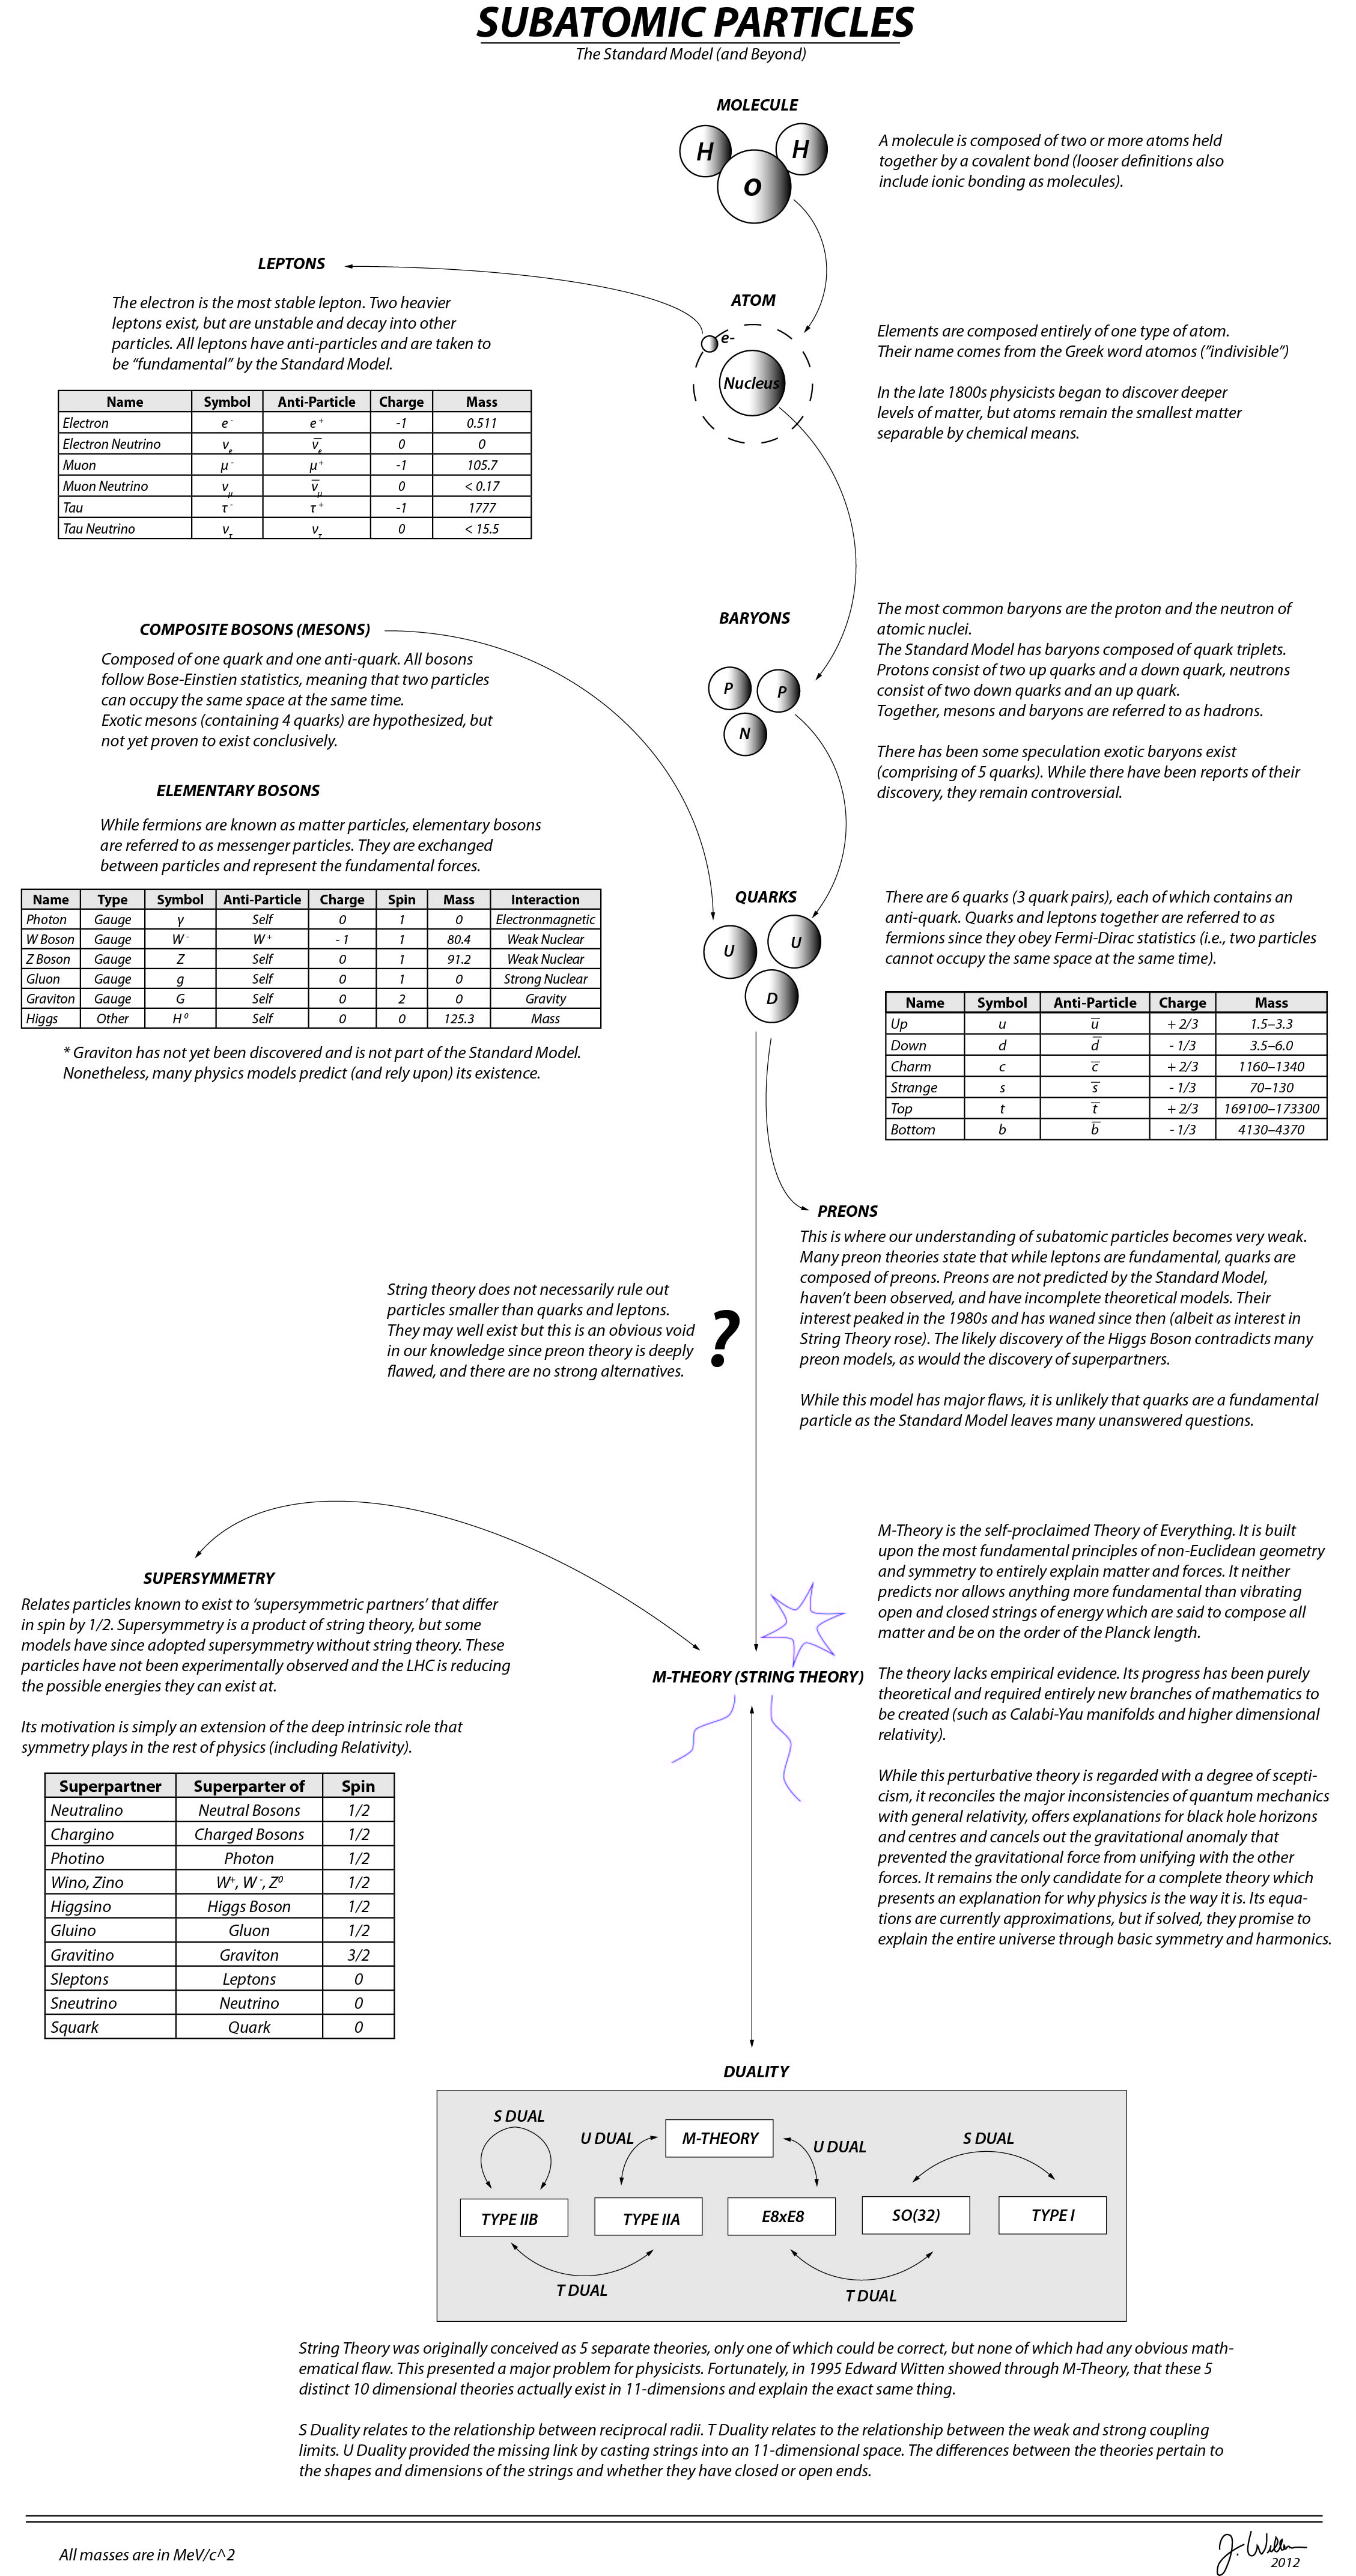 SUBATOMIC PARTICLES
The Standard Model (and Beyond)
MOLECULE
H
H
O
A molecule is composed of two or more atoms held
together by a covalent bond (looser definitions also
include ionic bonding as molecules).
LEPTONS
The electron is the most stable lepton. Two heavier
leptons exist, but are unstable and decay into other
particles. All leptons have anti-particles and are taken to
be “fundamental” by the Standard Model.
Name Symbol Anti-Particle Charge Mass
Electron e⁻ e⁺ -1 0.511
Electron Neutrino νₑ ν̅ₑ 0 0
Muon μ⁻ μ⁺ -1 105.7
Muon Neutrino ν_μ ν̅_μ 0 < 0.17
Tau τ⁻ τ⁺ -1 1777
Tau Neutrino ν_τ ν_τ 0 < 15.5
ATOM
e-
Nucleus
Elements are composed entirely of one type of atom.
Their name comes from the Greek word atomos (”indivisible”)
In the late 1800s physicists began to discover deeper
levels of matter, but atoms remain the smallest matter
separable by chemical means.
BARYONS
P
P
N
The most common baryons are the proton and the neutron of
atomic nuclei.
The Standard Model has baryons composed of quark triplets.
Protons consist of two up quarks and a down quark, neutrons
consist of two down quarks and an up quark.
Together, mesons and baryons are referred to as hadrons.
There has been some speculation exotic baryons exist
(comprising of 5 quarks). While there have been reports of their
discovery, they remain controversial.
COMPOSITE BOSONS (MESONS)
Composed of one quark and one anti-quark. All bosons
follow Bose-Einstien statistics, meaning that two particles
can occupy the same space at the same time.
Exotic mesons (containing 4 quarks) are hypothesized, but
not yet proven to exist conclusively.
ELEMENTARY BOSONS
While fermions are known as matter particles, elementary bosons
are referred to as messenger particles. They are exchanged
between particles and represent the fundamental forces.
Name Type Symbol Anti-Particle Charge Spin Mass Interaction
Photon Gauge γ Self 0 1 0 Electronmagnetic
W Boson Gauge W⁻ W⁺ - 1 1 80.4 Weak Nuclear
Z Boson Gauge Z Self 0 1 91.2 Weak Nuclear
Gluon Gauge g Self 0 1 0 Strong Nuclear
Graviton Gauge G Self 0 2 0 Gravity
Higgs Other H⁰ Self 0 0 125.3 Mass
* Graviton has not yet been discovered and is not part of the Standard Model.
Nonetheless, many physics models predict (and rely upon) its existence.
QUARKS
U
U
D
There are 6 quarks (3 quark pairs), each of which contains an
anti-quark. Quarks and leptons together are referred to as
fermions since they obey Fermi-Dirac statistics (i.e., two particles
cannot occupy the same space at the same time).
Name Symbol Anti-Particle Charge Mass
Up u u̅ + 2/3 1.5–3.3
Down d d̅ - 1/3 3.5–6.0
Charm c c̅ + 2/3 1160–1340
Strange s s̅ - 1/3 70–130
Top t t̅ + 2/3 169100–173300
Bottom b b̅ - 1/3 4130–4370
PREONS
This is where our understanding of subatomic particles becomes very weak.
Many preon theories state that while leptons are fundamental, quarks are
composed of preons. Preons are not predicted by the Standard Model,
haven’t been observed, and have incomplete theoretical models. Their
interest peaked in the 1980s and has waned since then (albeit as interest in
String Theory rose). The likely discovery of the Higgs Boson contradicts many
preon models, as would the discovery of superpartners.
While this model has major flaws, it is unlikely that quarks are a fundamental
particle as the Standard Model leaves many unanswered questions.
String theory does not necessarily rule out
particles smaller than quarks and leptons.
They may well exist but this is an obvious void
in our knowledge since preon theory is deeply
flawed, and there are no strong alternatives.
?
SUPERSYMMETRY
Relates particles known to exist to ‘supersymmetric partners’ that differ
in spin by 1/2. Supersymmetry is a product of string theory, but some
models have since adopted supersymmetry without string theory. These
particles have not been experimentally observed and the LHC is reducing
the possible energies they can exist at.
Its motivation is simply an extension of the deep intrinsic role that
symmetry plays in the rest of physics (including Relativity).
Superpartner Superparter of Spin
Neutralino Neutral Bosons 1/2
Chargino Charged Bosons 1/2
Photino Photon 1/2
Wino, Zino W⁺, W⁻, Z⁰ 1/2
Higgsino Higgs Boson 1/2
Gluino Gluon 1/2
Gravitino Graviton 3/2
Sleptons Leptons 0
Sneutrino Neutrino 0
Squark Quark 0
M-THEORY (STRING THEORY)
M-Theory is the self-proclaimed Theory of Everything. It is built
upon the most fundamental principles of non-Euclidean geometry
and symmetry to entirely explain matter and forces. It neither
predicts nor allows anything more fundamental than vibrating
open and closed strings of energy which are said to compose all
matter and be on the order of the Planck length.
The theory lacks empirical evidence. Its progress has been purely
theoretical and required entirely new branches of mathematics to
be created (such as Calabi-Yau manifolds and higher dimensional
relativity).
While this perturbative theory is regarded with a degree of scepti-
cism, it reconciles the major inconsistencies of quantum mechanics
with general relativity, offers explanations for black hole horizons
and centres and cancels out the gravitational anomaly that
prevented the gravitational force from unifying with the other
forces. It remains the only candidate for a complete theory which
presents an explanation for why physics is the way it is. Its equa-
tions are currently approximations, but if solved, they promise to
explain the entire universe through basic symmetry and harmonics.
DUALITY
S DUAL
U DUAL
M-THEORY
U DUAL
S DUAL
TYPE IIB
TYPE IIA
E8xE8
SO(32)
TYPE I
T DUAL
T DUAL
String Theory was originally conceived as 5 separate theories, only one of which could be correct, but none of which had any obvious math-
ematical flaw. This presented a major problem for physicists. Fortunately, in 1995 Edward Witten showed through M-Theory, that these 5
distinct 10 dimensional theories actually exist in 11-dimensions and explain the exact same thing.
S Duality relates to the relationship between reciprocal radii. T Duality relates to the relationship between the weak and strong coupling
limits. U Duality provided the missing link by casting strings into an 11-dimensional space. The differences between the theories pertain to
the shapes and dimensions of the strings and whether they have closed or open ends.
All masses are in MeV/c^2
2012